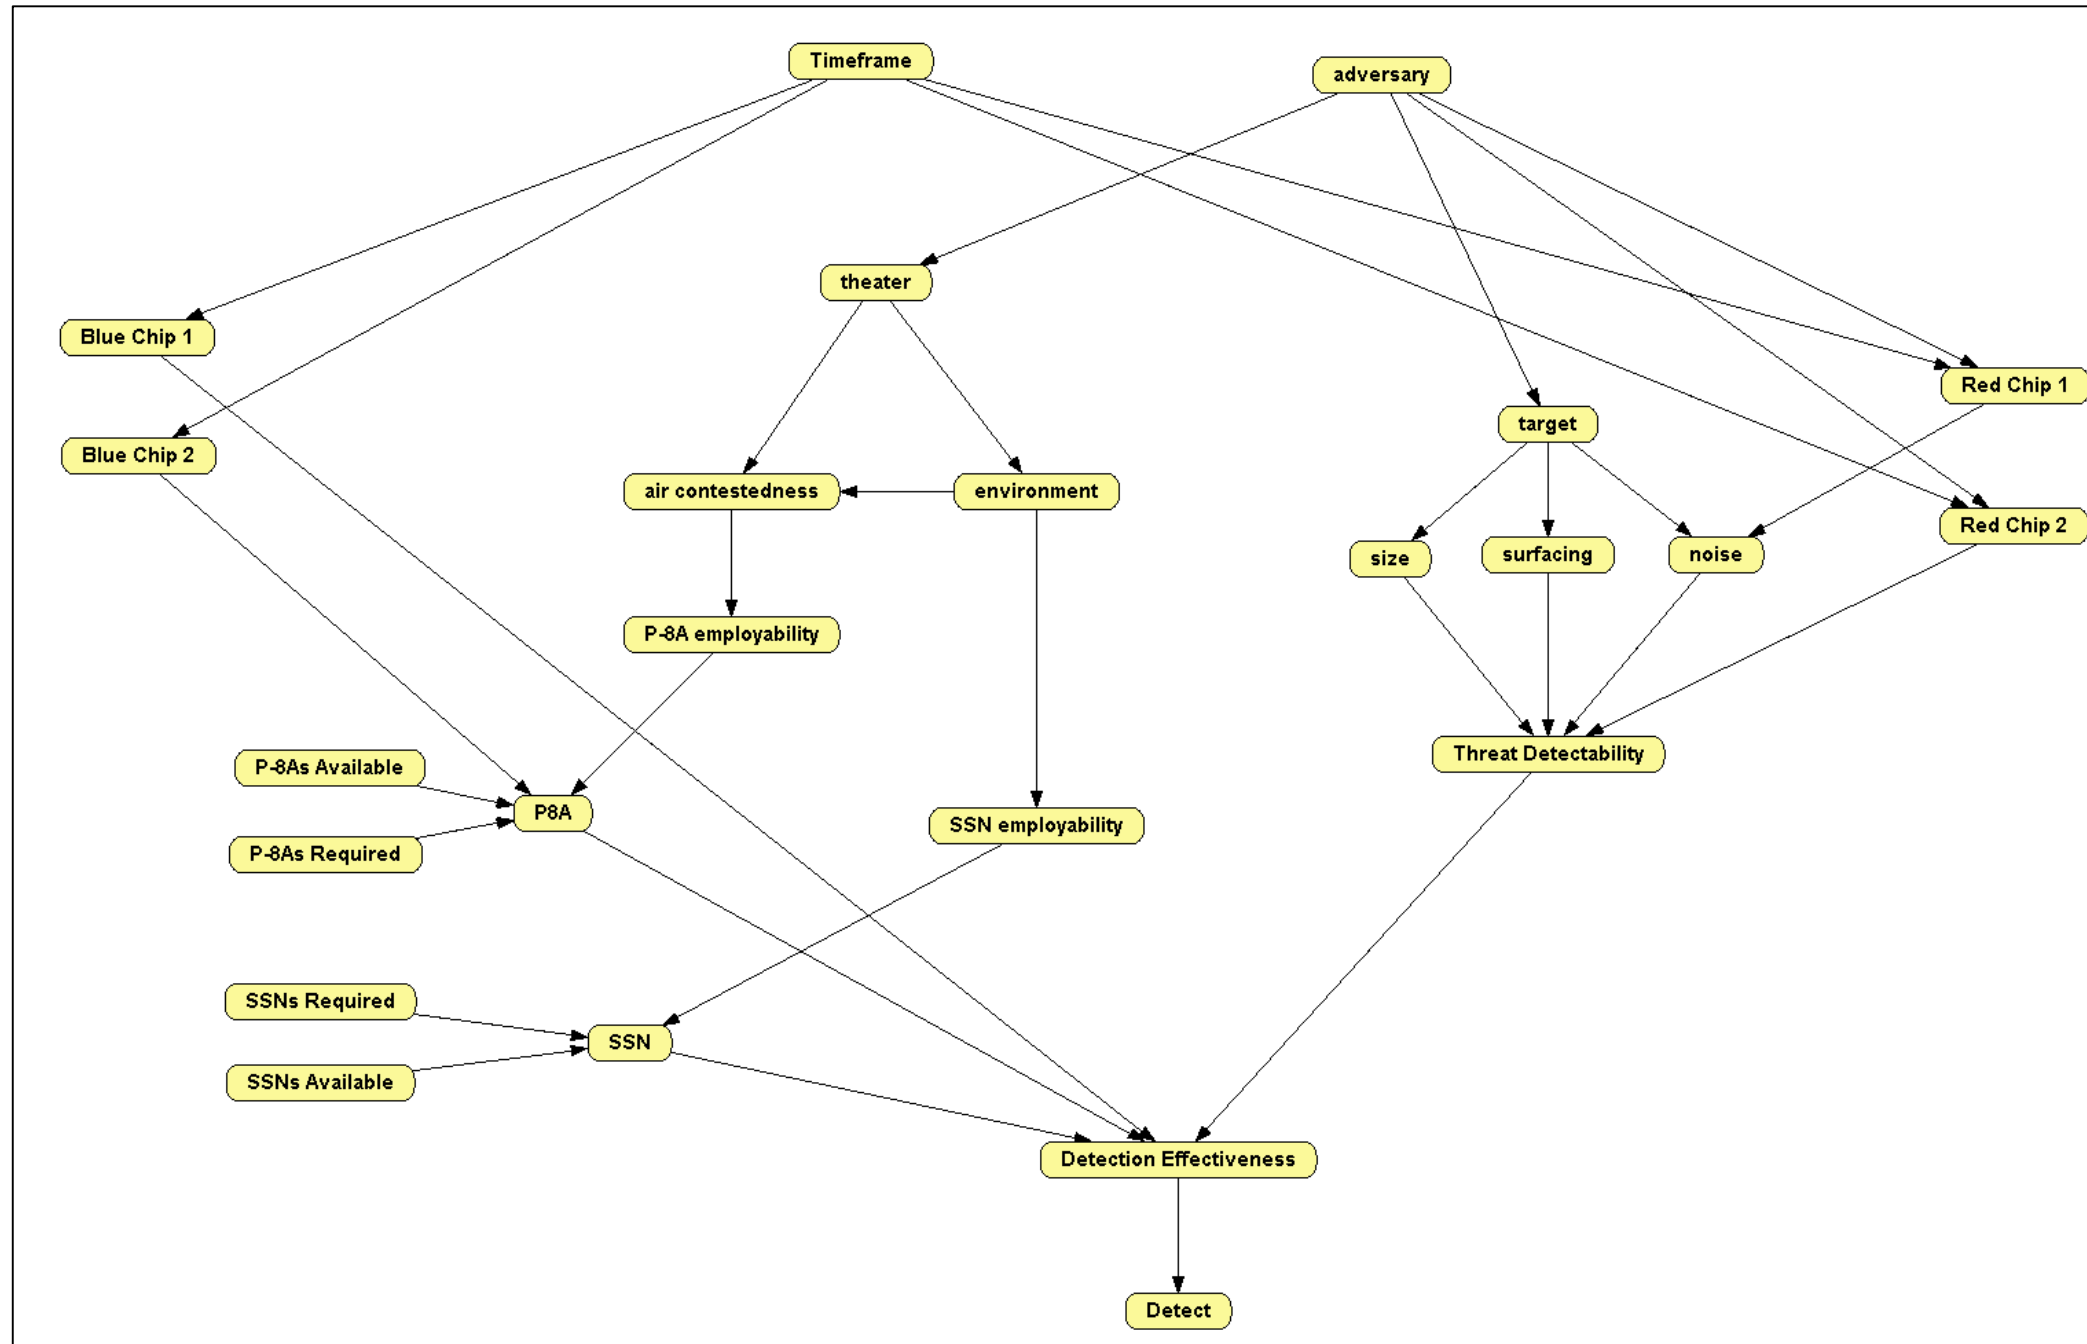 Timeframe
adversary
theater
Blue Chip 1
Red Chip 1
target
Blue Chip 2
air contestedness
environment
Red Chip 2
size
surfacing
noise
P-8A employability
Threat Detectability
P-8As Available
P8A
SSN employability
P-8As Required
SSNs Required
SSN
SSNs Available
Detection Effectiveness
Detect